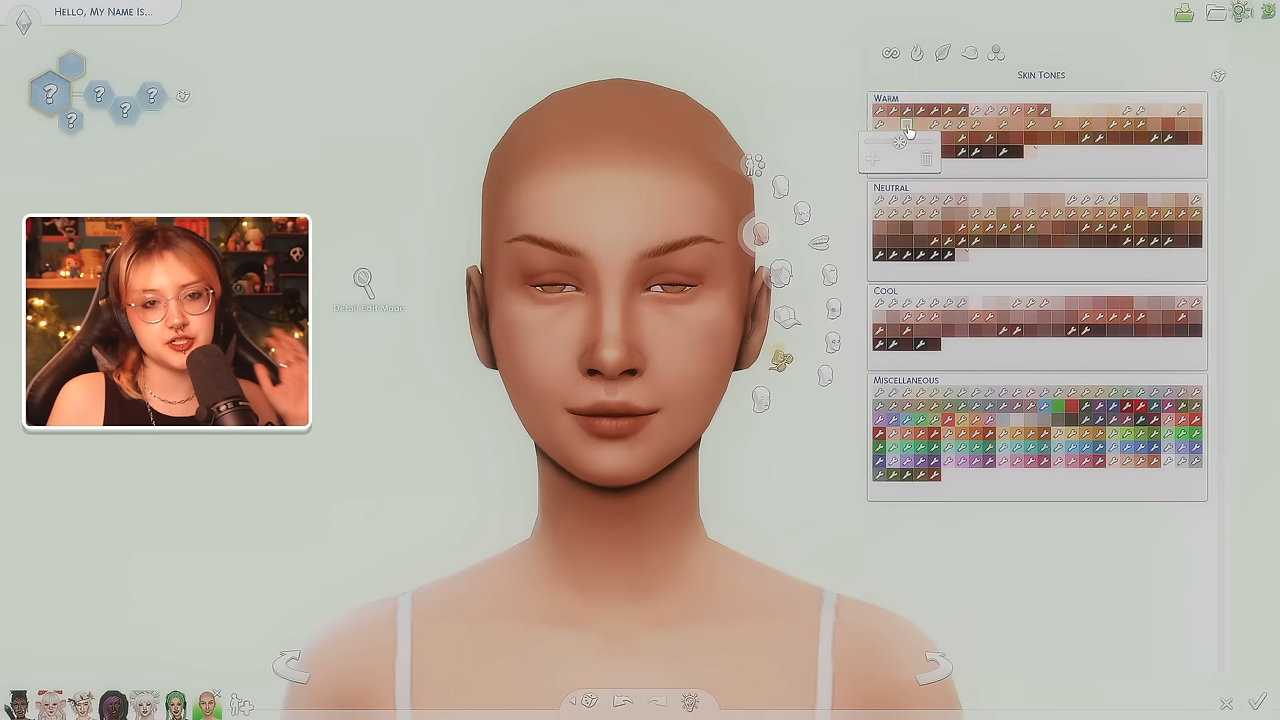 Hello, My Name Is...
Skin Tones
Warm
Detail Edit Mode
Neutral
Cool
Miscellaneous